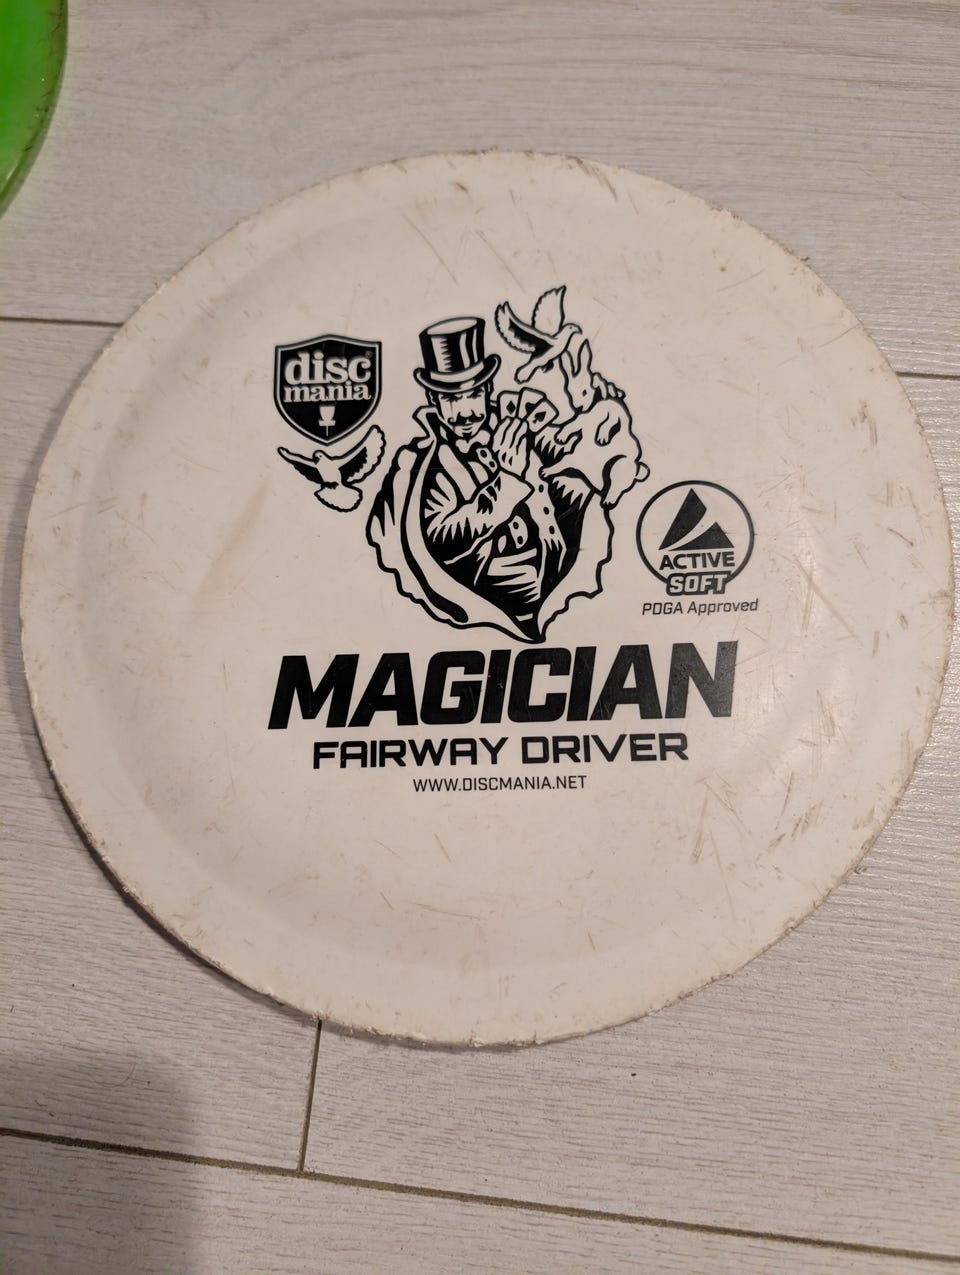 disc
mania
ACTIVE
SOFT
PDGA Approved
MAGICIAN
FAIRWAY DRIVER
WWW.DISCMANIA.NET